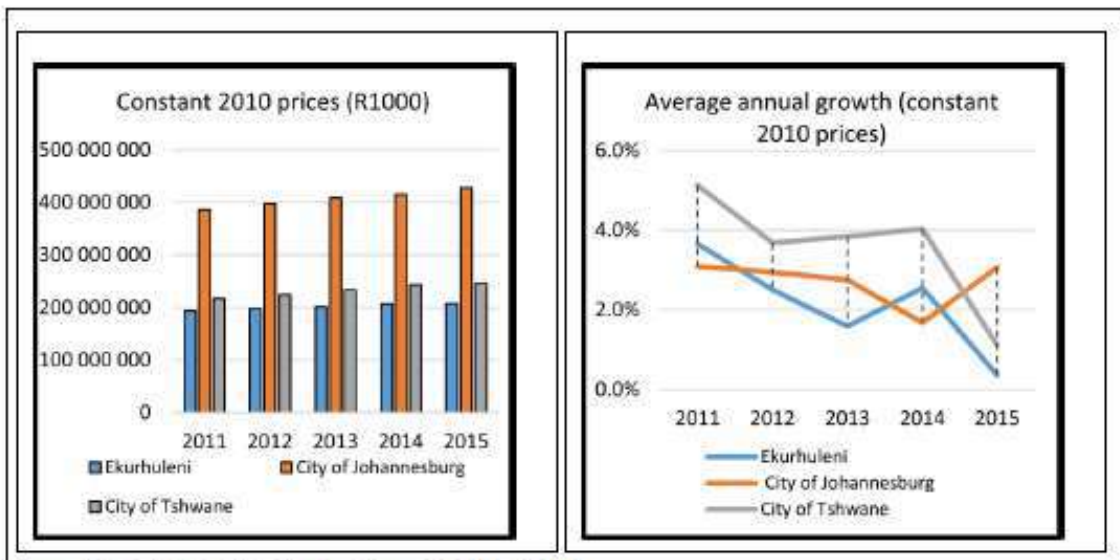 Constant 2010 prices (R1000)
500 000 000
400 000 000
300 000 000
200 000 000
100 000 000
0
2011 2012 2013 2014 2015
Ekurhuleni City of Johannesburg
City of Tshwane
Average annual growth (constant
2010 prices)
6.0%
4.0%
2.0%
0.0%
2011 2012 2013 2014 2015
Ekurhuleni
City of Johannesburg
City of Tshwane